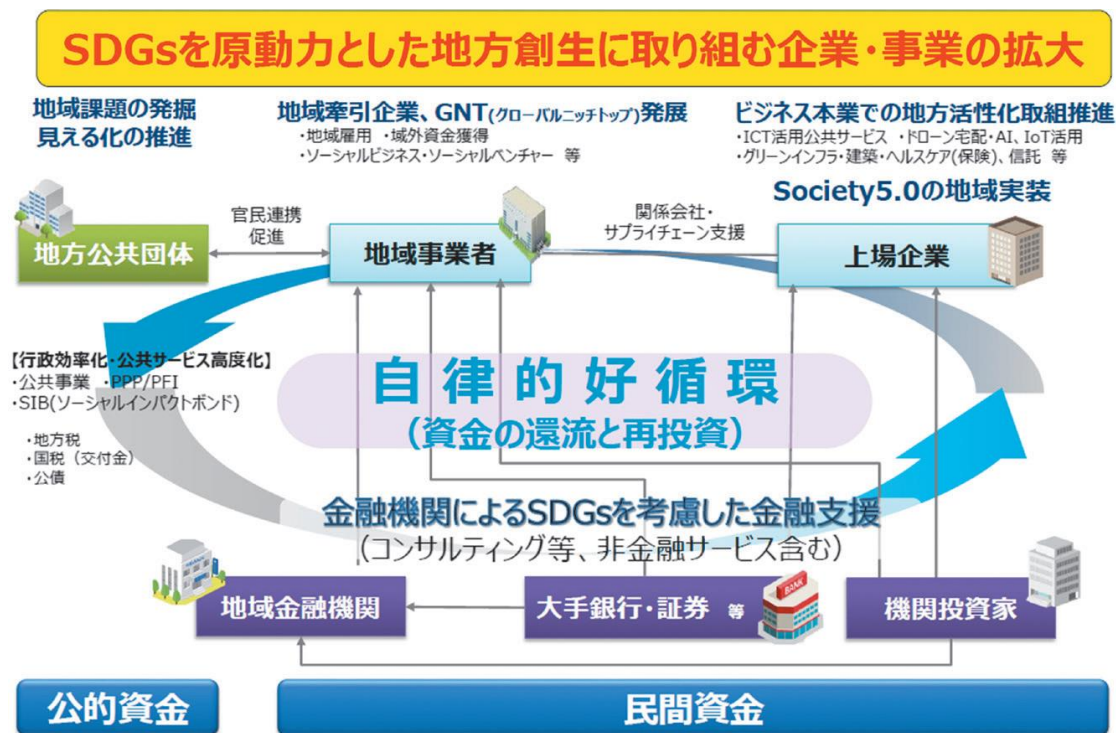 SDGsを原動力とした地方創生に取り組む企業・事業の拡大
地域課題の発掘
見える化の推進
地域牽引企業、GNT(グローバルニッチトップ)発展
・地域雇用 ・域外資金獲得
・ソーシャルビジネス・ソーシャルベンチャー 等
ビジネス本業での地方活性化取組推進
・ICT活用公共サービス ・ドローン宅配・AI、IoT活用
・グリーンインフラ・建築・ヘルスケア(保険)、信託 等
Society5.0の地域実装
地方公共団体
官民連携
促進
地域事業者
関係会社・
サプライチェーン支援
上場企業
【行政効率化・公共サービス高度化】
・公共事業 ・PPP/PFI
・SIB(ソーシャルインパクトボンド)
・地方税
・国税（交付金）
・公債
自律的好循環
（資金の還流と再投資）
金融機関によるSDGsを考慮した金融支援
（コンサルティング等、非金融サービス含む）
地域金融機関
大手銀行・証券 等
BANK
機関投資家
公的資金
民間資金